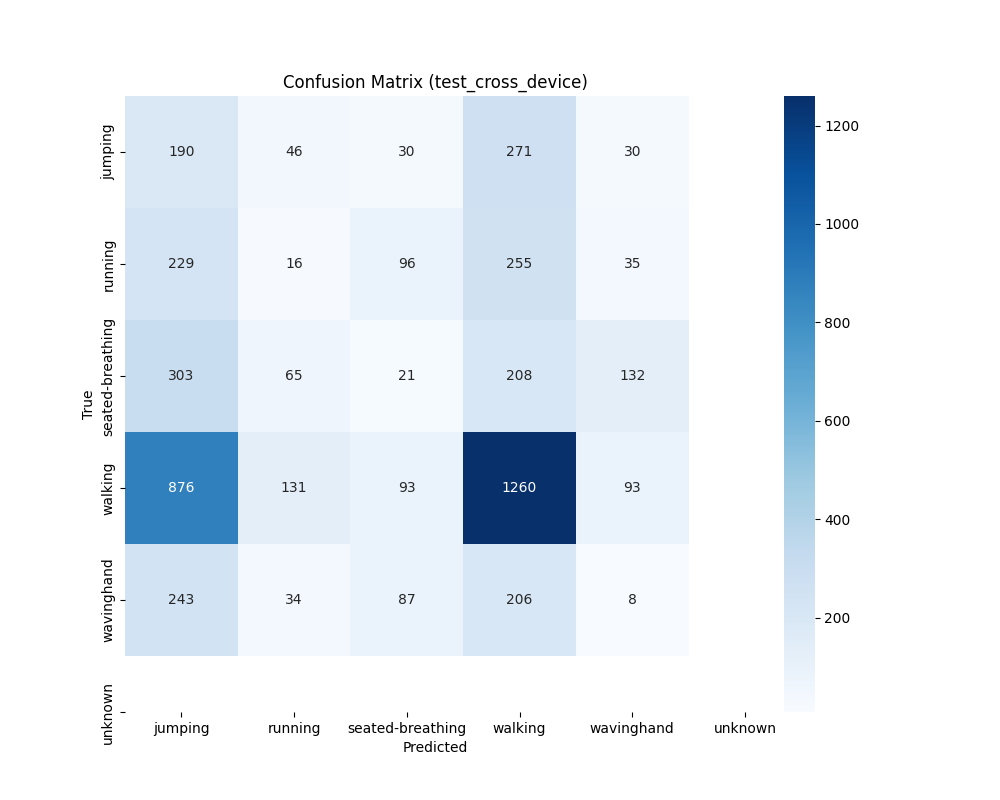 Confusion Matrix (test_cross_device)
True
jumping 190 46 30 271 30
running 229 16 96 255 35
seated-breathing 303 65 21 208 132
walking 876 131 93 1260 93
wavinghand 243 34 87 206 8
unknown
jumping running seated-breathing walking wavinghand unknown
Predicted
1200
1000
800
600
400
200